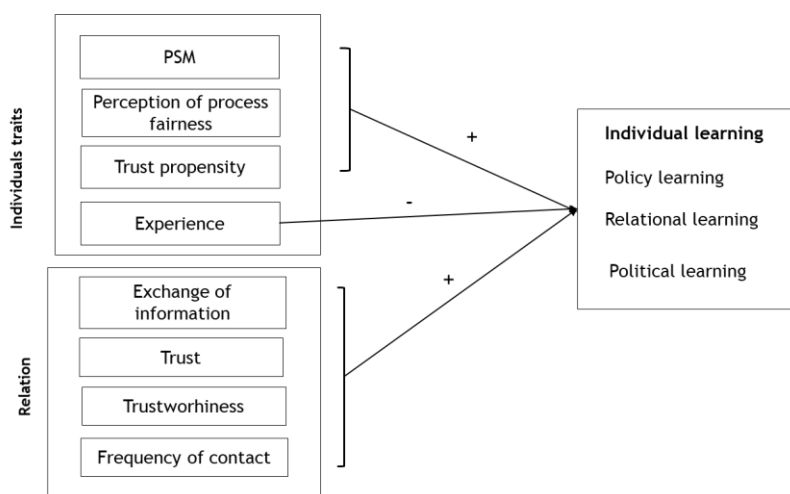 Individuals traits
PSM
Perception of process
fairness
Trust propensity
Experience
Relation
Exchange of
information
Trust
Trustworhiness
Frequency of contact
+
-
+
Individual learning
Policy learning
Relational learning
Political learning